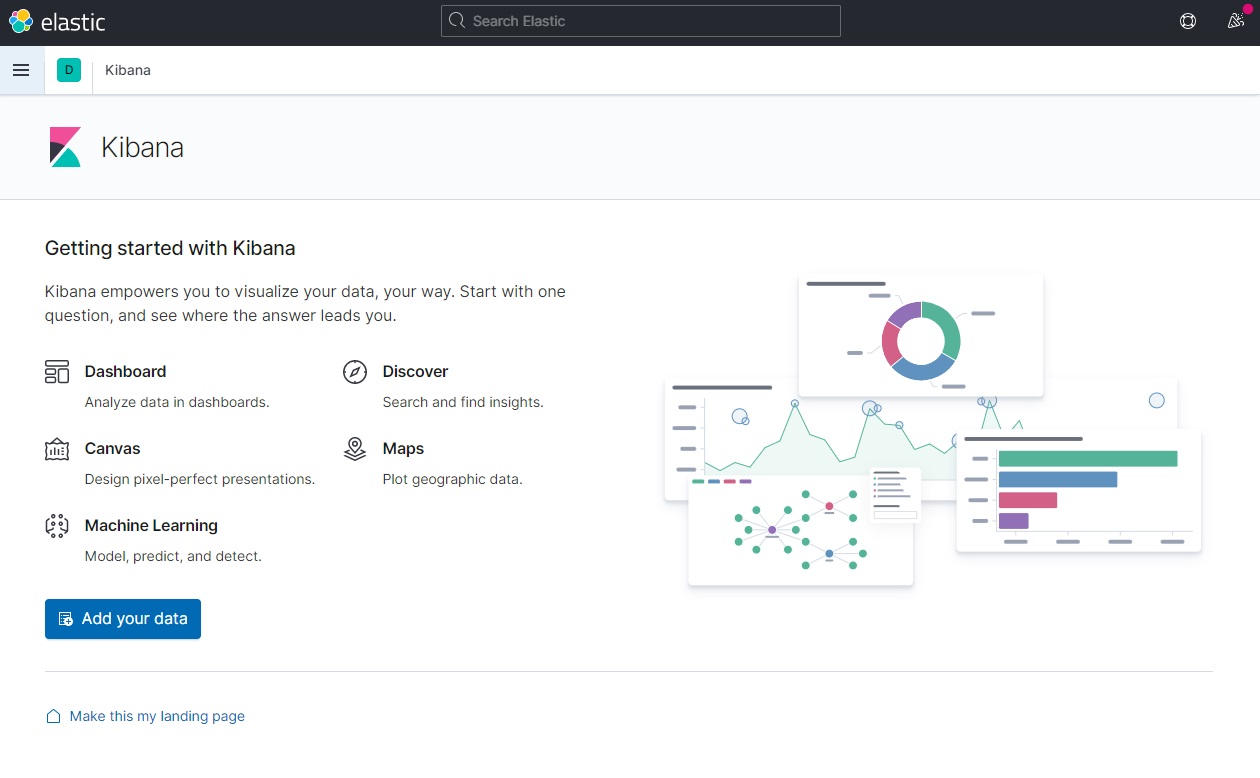 elastic
Search Elastic
D
Kibana
Kibana
Getting started with Kibana
Kibana empowers you to visualize your data, your way. Start with one
question, and see where the answer leads you.
Dashboard
Analyze data in dashboards.
Discover
Search and find insights.
Canvas
Design pixel-perfect presentations.
Maps
Plot geographic data.
Machine Learning
Model, predict, and detect.
Add your data
Make this my landing page